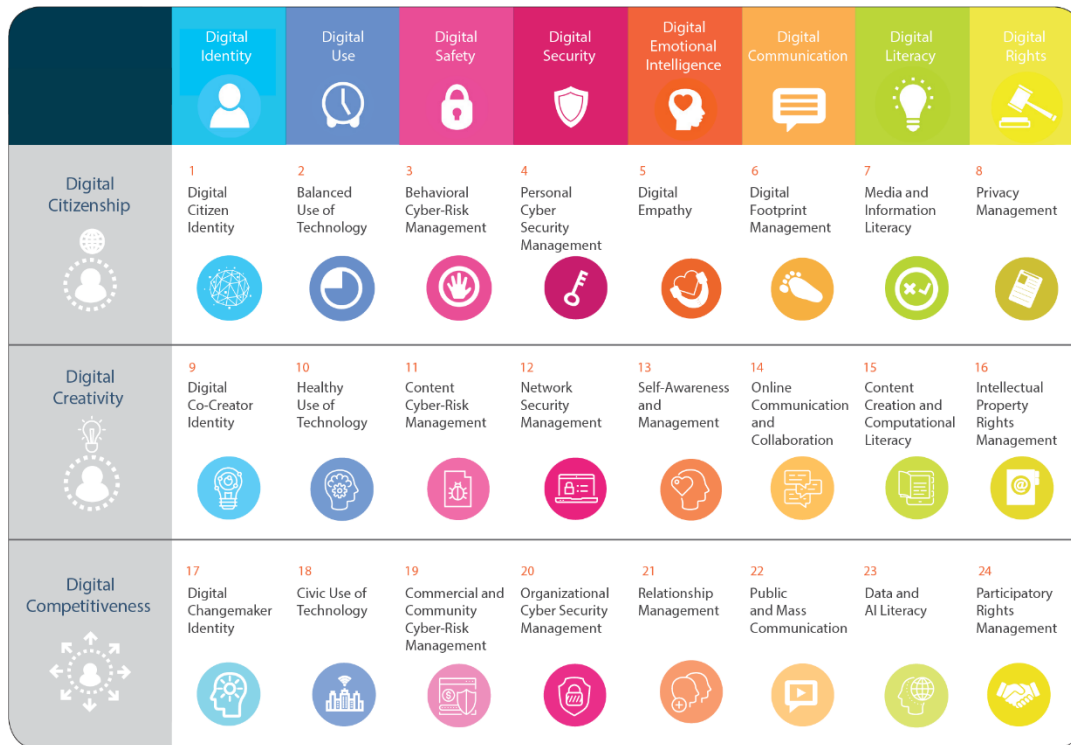 Digital
Identity
Digital
Use
Digital
Safety
Digital
Security
Digital
Emotional
Intelligence
Digital
Communication
Digital
Literacy
Digital
Rights
Digital
Citizenship
1
Digital
Citizen
Identity
2
Balanced
Use of
Technology
3
Behavioral
Cyber-Risk
Management
4
Personal
Cyber
Security
Management
5
Digital
Empathy
6
Digital
Footprint
Management
7
Media and
Information
Literacy
8
Privacy
Management
Digital
Creativity
9
Digital
Co-Creator
Identity
10
Healthy
Use of
Technology
11
Content
Cyber-Risk
Management
12
Network
Security
Management
13
Self-Awareness
and
Management
14
Online
Communication
and
Collaboration
15
Content
Creation and
Computational
Literacy
16
Intellectual
Property
Rights
Management
@
Digital
Competitiveness
17
Digital
Changemaker
Identity
18
Civic Use of
Technology
19
Commercial and
Community
Cyber-Risk
Management
20
Organizational
Cyber Security
Management
21
Relationship
Management
22
Public
and Mass
Communication
23
Data and
AI Literacy
24
Participatory
Rights
Management